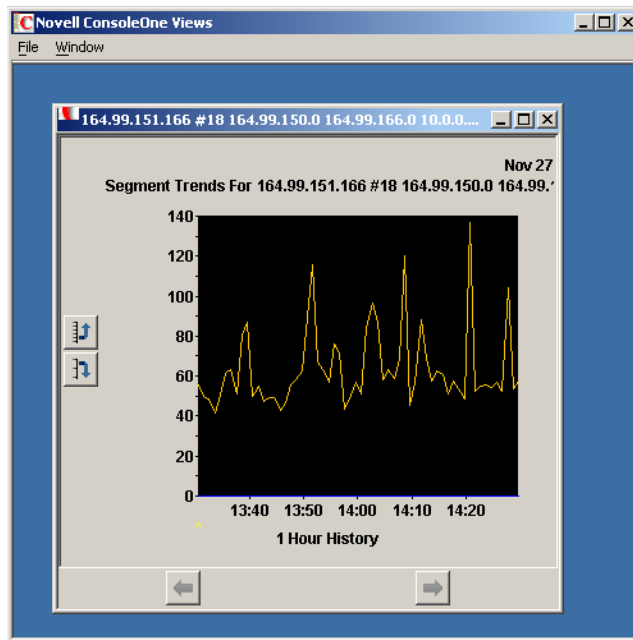 Novell ConsoleOne Views
File Window
164.99.151.166 #18 164.99.150.0 164.99.166.0 10.0.0....
Nov 27
Segment Trends For 164.99.151.166 #18 164.99.150.0 164.99.
140
120
100
80
60
40
20
0
13:40 13:50 14:00 14:10 14:20
1 Hour History